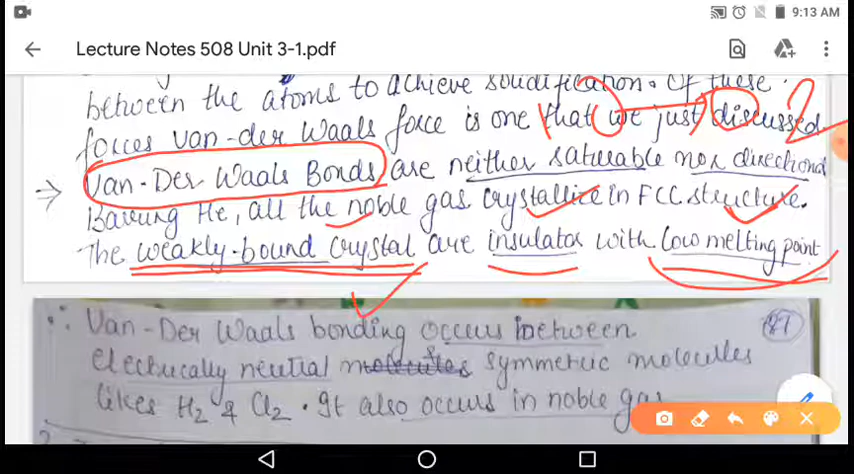 9:13 AM
Lecture Notes 508 Unit 3-1.pdf
between the atoms to achieve solidification. Of these
forces Van-der Waals force is one that we just discussed
Van-Der Waals Bonds are neither saturable nor directional
Barring He, all the noble gas crystallize in FCC structure.
The weakly-bound crystal are insulator with low melting point
∴ Van-Der Waals bonding occurs between
electrically neutral symmetric molecules
likes H2 & Cl2. It also occurs in noble gas